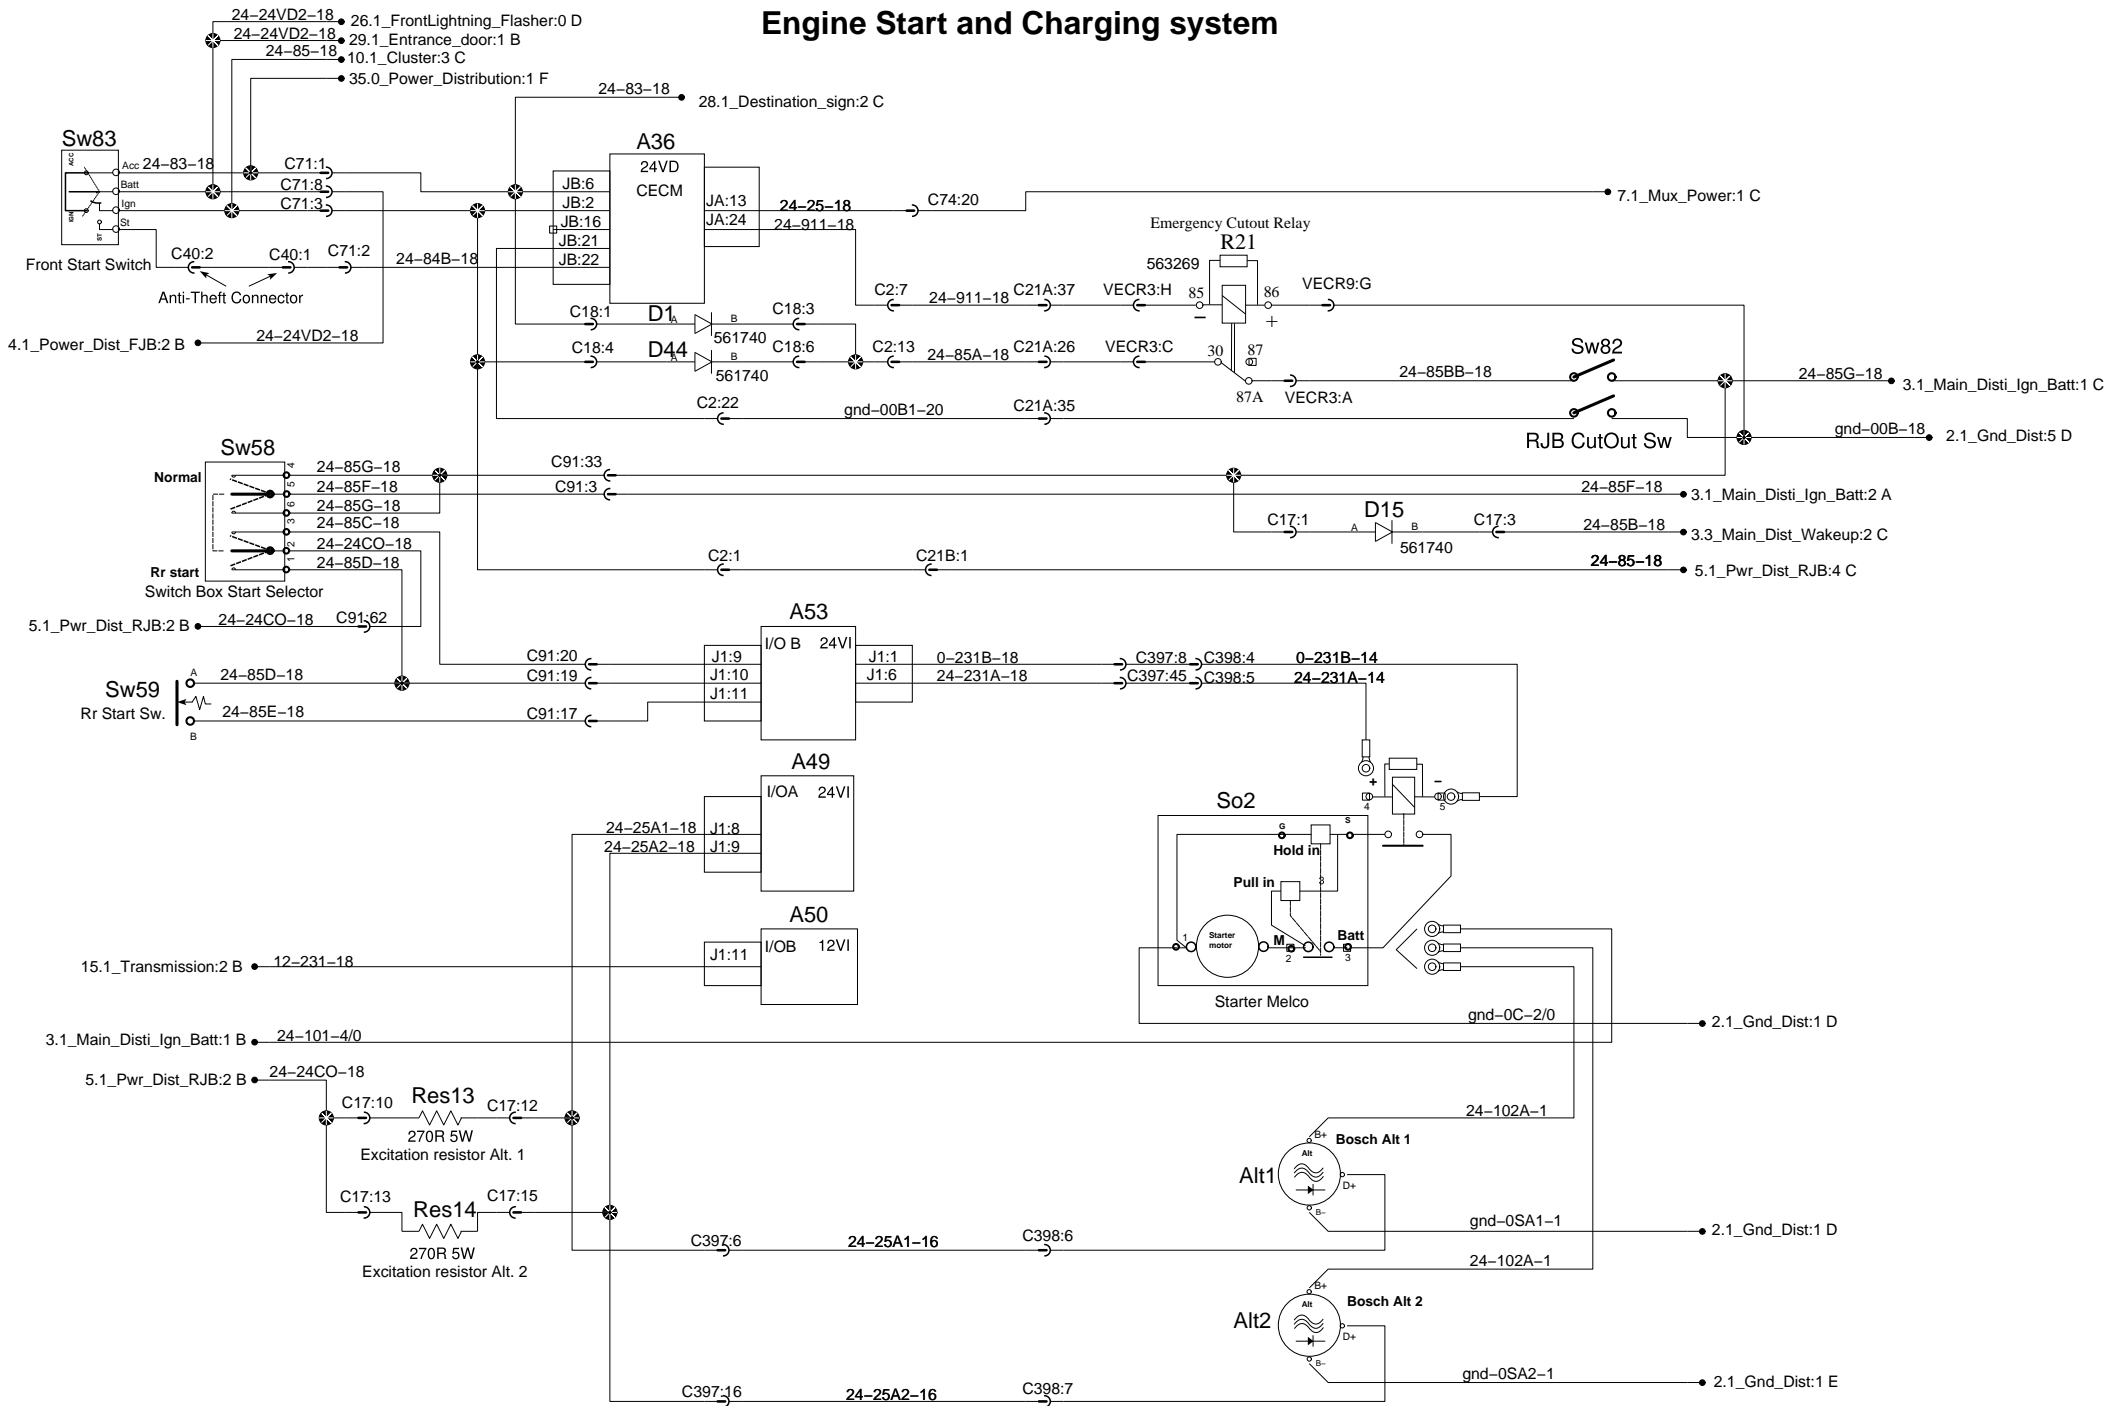 Engine Start and Charging system
24-24VD2-18
26.1_FrontLightning_Flasher:0 D
24-24VD2-18
29.1_Entrance_door:1 B
24-85-18
10.1_Cluster:3 C
35.0_Power_Distribution:1 F
24-83-18
28.1_Destination_sign:2 C
Sw83
ACC
IGN
ST
Acc
24-83-18
C71:1
Batt
C71:8
Ign
C71:3
St
Front Start Switch
C40:2
C40:1
C71:2
24-84B-18
Anti-Theft Connector
24-24VD2-18
4.1_Power_Dist_FJB:2 B
A36
24VD
CECM
JB:6
JB:2
JB:16
JB:21
JB:22
JA:13
JA:24
24-25-18
24-911-18
C74:20
7.1_Mux_Power:1 C
Emergency Cutout Relay
R21
563269
C2:7
24-911-18
C21A:37
VECR3:H
85
86
VECR9:G
−
+
C18:1
D1
A
B
C18:3
561740
C18:4
D44
A
B
C18:6
561740
C2:13
24-85A-18
C21A:26
VECR3:C
30
87
87A
VECR3:A
24-85BB-18
Sw82
24-85G-18
3.1_Main_Disti_Ign_Batt:1 C
C2:22
gnd-00B1-20
C21A:35
RJB CutOut Sw
gnd-00B-18
2.1_Gnd_Dist:5 D
Sw58
Normal
4
24-85G-18
C91:33
5
24-85F-18
C91:3
24-85F-18
3.1_Main_Disti_Ign_Batt:2 A
6
24-85G-18
3
24-85C-18
2
24-24CO-18
1
24-85D-18
Rr start
Switch Box Start Selector
C17:1
D15
A
B
561740
C17:3
24-85B-18
3.3_Main_Dist_Wakeup:2 C
C2:1
C21B:1
24-85-18
5.1_Pwr_Dist_RJB:4 C
5.1_Pwr_Dist_RJB:2 B
24-24CO-18
C91:62
A53
I/O B
24VI
C91:20
J1:9
J1:1
0-231B-18
C397:8
C398:4
0-231B-14
Sw59
Rr Start Sw.
A
24-85D-18
C91:19
J1:10
J1:6
24-231A-18
C397:45
C398:5
24-231A-14
J1:11
B
24-85E-18
C91:17
A49
I/OA
24VI
24-25A1-18
J1:8
24-25A2-18
J1:9
+
−
4
5
So2
G
S
Hold in
Pull in
3
1
Starter
motor
M
2
Batt
3
Starter Melco
A50
I/OB
12VI
J1:11
15.1_Transmission:2 B
12-231-18
gnd-0C-2/0
2.1_Gnd_Dist:1 D
3.1_Main_Disti_Ign_Batt:1 B
24-101-4/0
5.1_Pwr_Dist_RJB:2 B
24-24CO-18
C17:10
Res13
C17:12
270R 5W
Excitation resistor Alt. 1
C17:13
Res14
C17:15
270R 5W
Excitation resistor Alt. 2
24-102A-1
B+
Bosch Alt 1
Alt
Alt1
D+
B−
gnd-0SA1-1
2.1_Gnd_Dist:1 D
C397:6
24-25A1-16
C398:6
24-102A-1
B+
Bosch Alt 2
Alt
Alt2
D+
B−
gnd-0SA2-1
2.1_Gnd_Dist:1 E
C397:16
24-25A2-16
C398:7